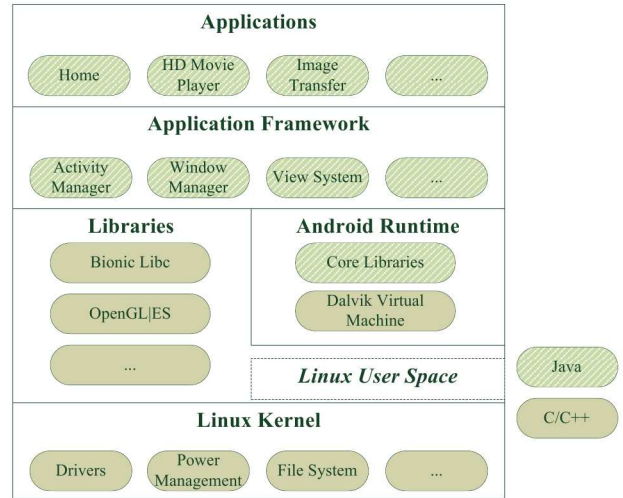 Applications
Home
HD Movie
Player
Image
Transfer
...
Application Framework
Activity
Manager
Window
Manager
View System
...
Libraries
Bionic Libc
OpenGL|ES
...
Android Runtime
Core Libraries
Dalvik Virtual
Machine
Linux User Space
Linux Kernel
Drivers
Power
Management
File System
...
Java
C/C++